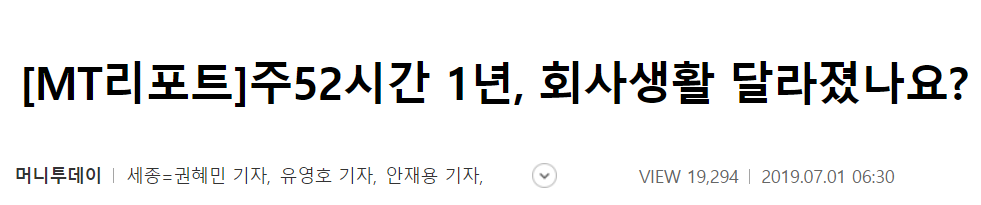 [MT리포트]주52시간 1년, 회사생활 달라졌나요?
머니투데이 | 세종=권혜민 기자, 유영호 기자, 안재용 기자, VIEW 19,294 | 2019.07.01 06:30